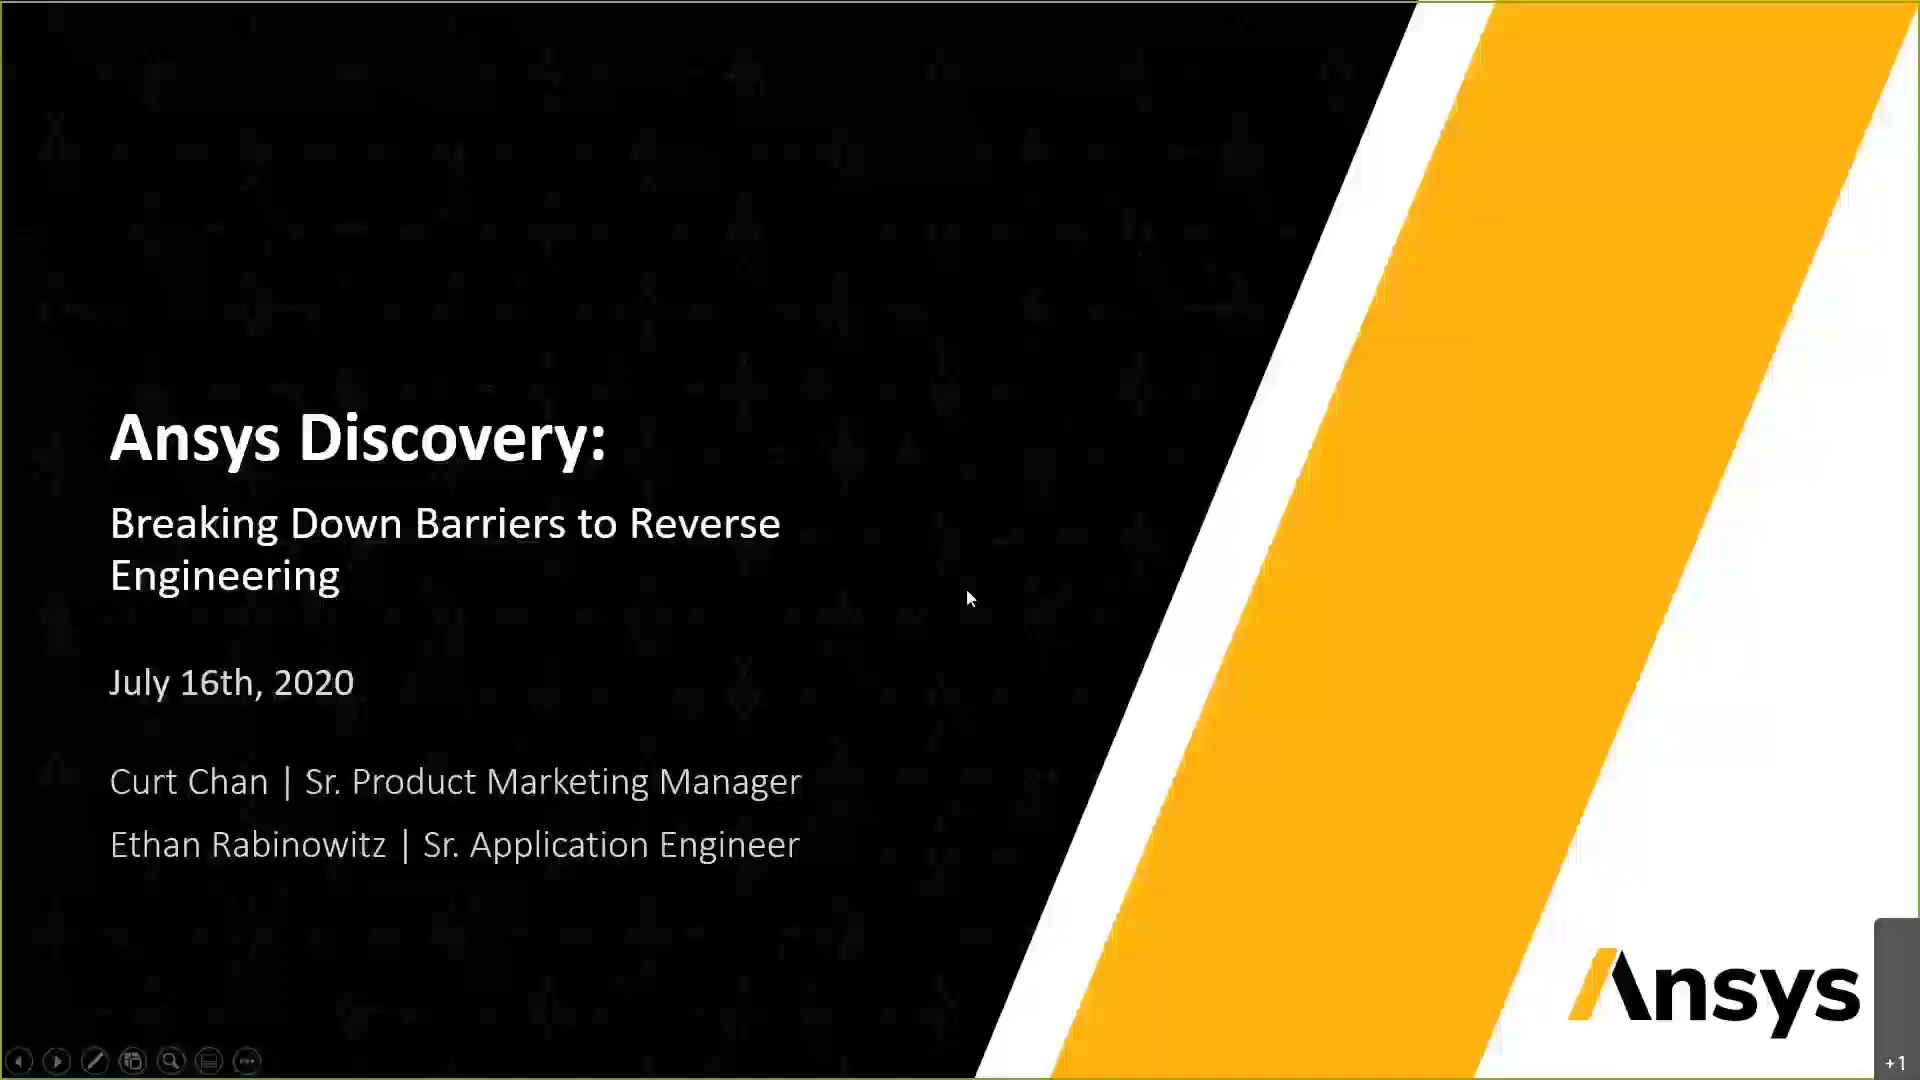 Ansys Discovery:
Breaking Down Barriers to Reverse
Engineering
July 16th, 2020
Curt Chan | Sr. Product Marketing Manager
Ethan Rabinowitz | Sr. Application Engineer
Ansys
+1